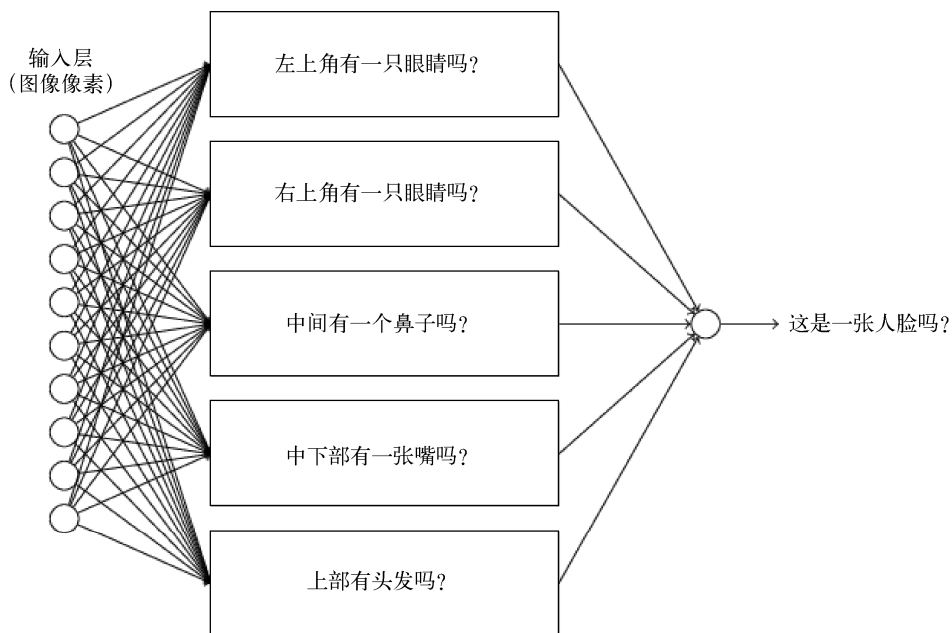 输入层
（图像像素）
左上角有一只眼睛吗？
右上角有一只眼睛吗？
中间有一个鼻子吗？
中下部有一张嘴吗？
上部有头发吗？
这是一张人脸吗？